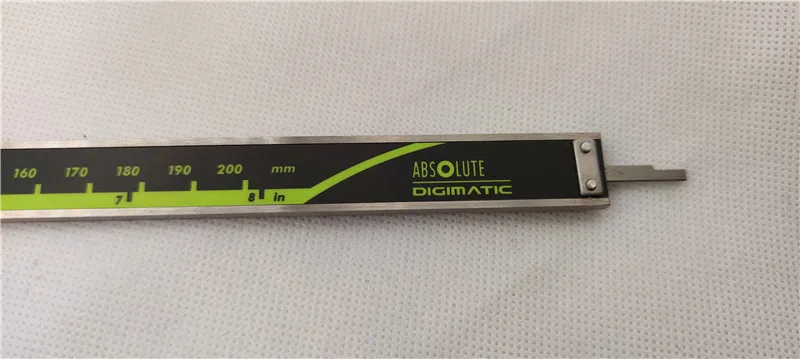 160 170 180 190 200 mm
7 8 in
ABSOLUTE
DIGIMATIC